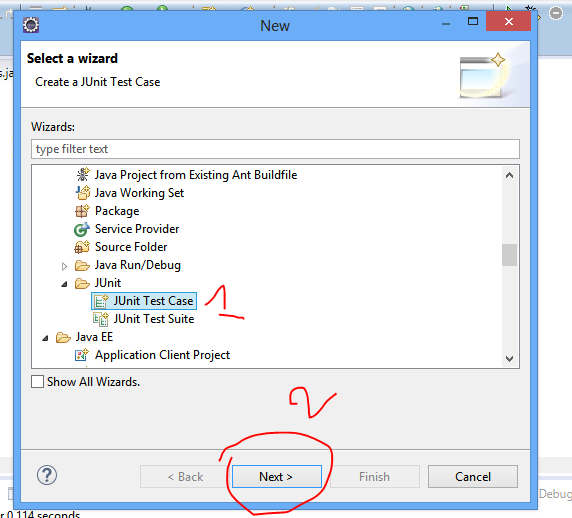 New
s.ja
Select a wizard
Create a JUnit Test Case
Wizards:
type filter text
Java Project from Existing Ant Buildfile
Java Working Set
Package
Service Provider
Source Folder
Java Run/Debug
JUnit
JUnit Test Case 1
JUnit Test Suite
Java EE
Application Client Project
Show All Wizards.
2
? < Back Next > Finish Cancel
Debug
r 0.114 seconds